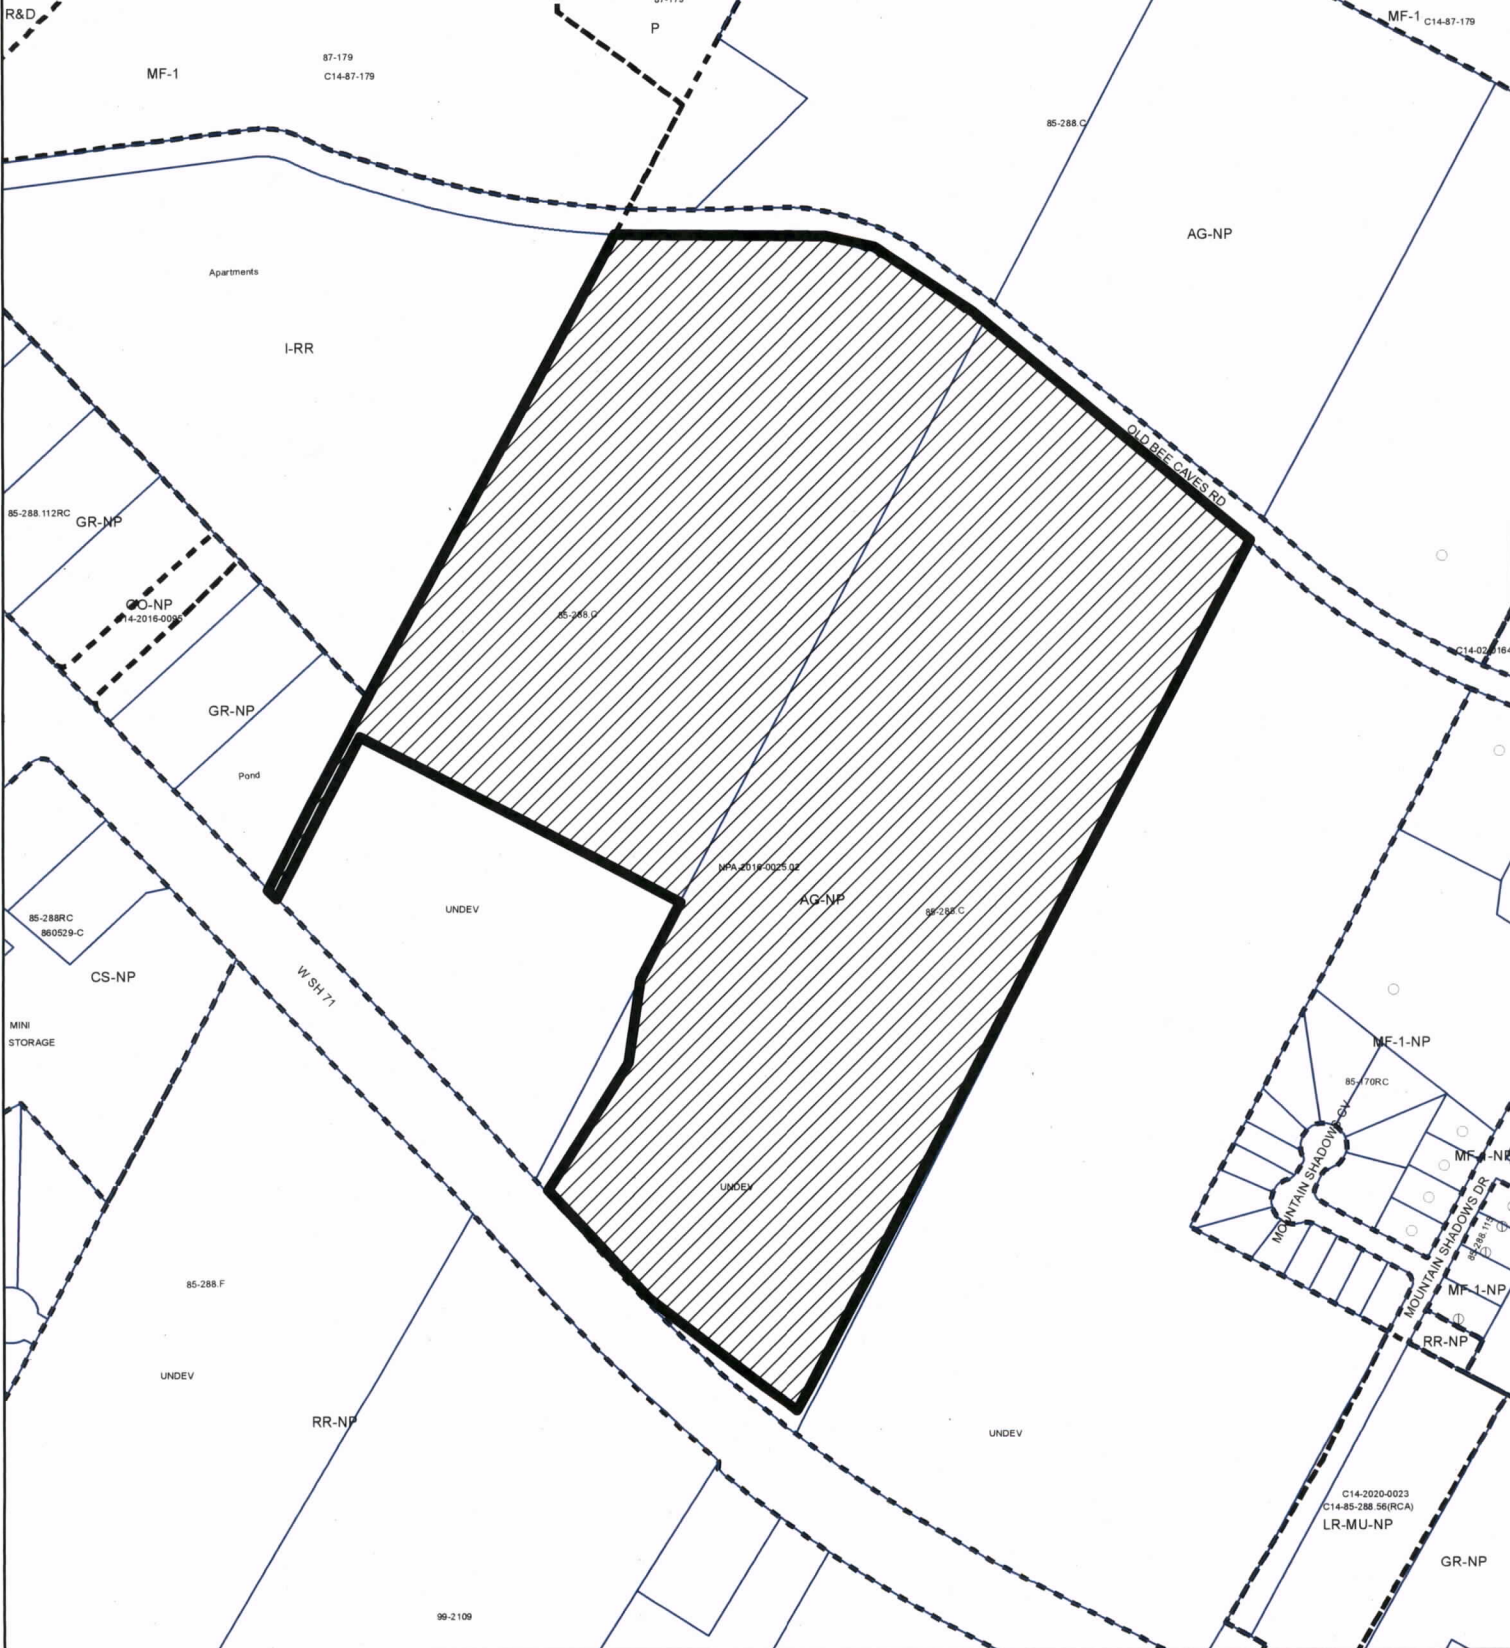 R&D
MF-1
87-179
C14-87-179
P
MF-1 C14-87-179
85-288.C
AG-NP
Apartments
I-RR
OLD BEE CAVES RD
85-288.112RC
GR-NP
GO-NP
85-288.C
GR-NP
Pond
NPA-2016-0025.02
AG-NP
85-288.C
UNDEV
85-288RC
860529-C
CS-NP
W SH 71
MINI
STORAGE
MF-1-NP
85-170RC
MOUNTAIN SHADOWS CV
MF-1-NP
MOUNTAIN SHADOWS DR
UNDEV
85-288.F
MF-1-NP
RR-NP
UNDEV
RR-NP
UNDEV
C14-2020-0023
C14-85-288.56(RCA)
LR-MU-NP
GR-NP
99-2109